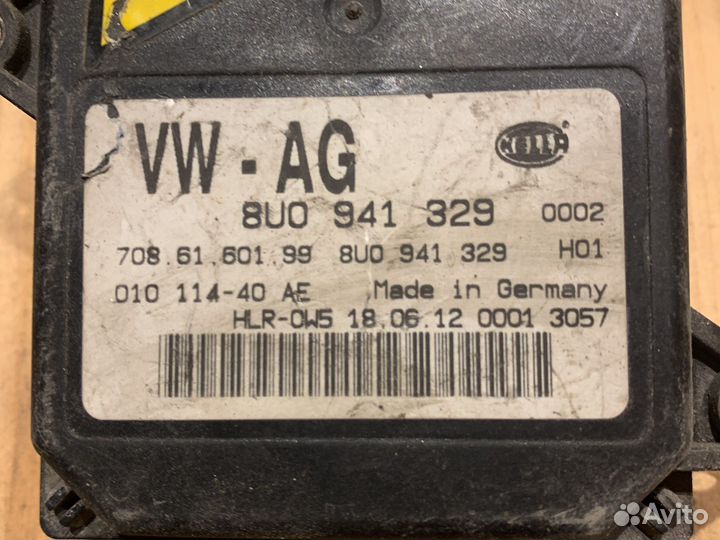 VW - AG
HELLA
8U0 941 329 0002
708.61.601.99 8U0 941 329 H01
010 114-40 AE Made in Germany
HLR-0W5 18.06.12 0001 3057
Avito